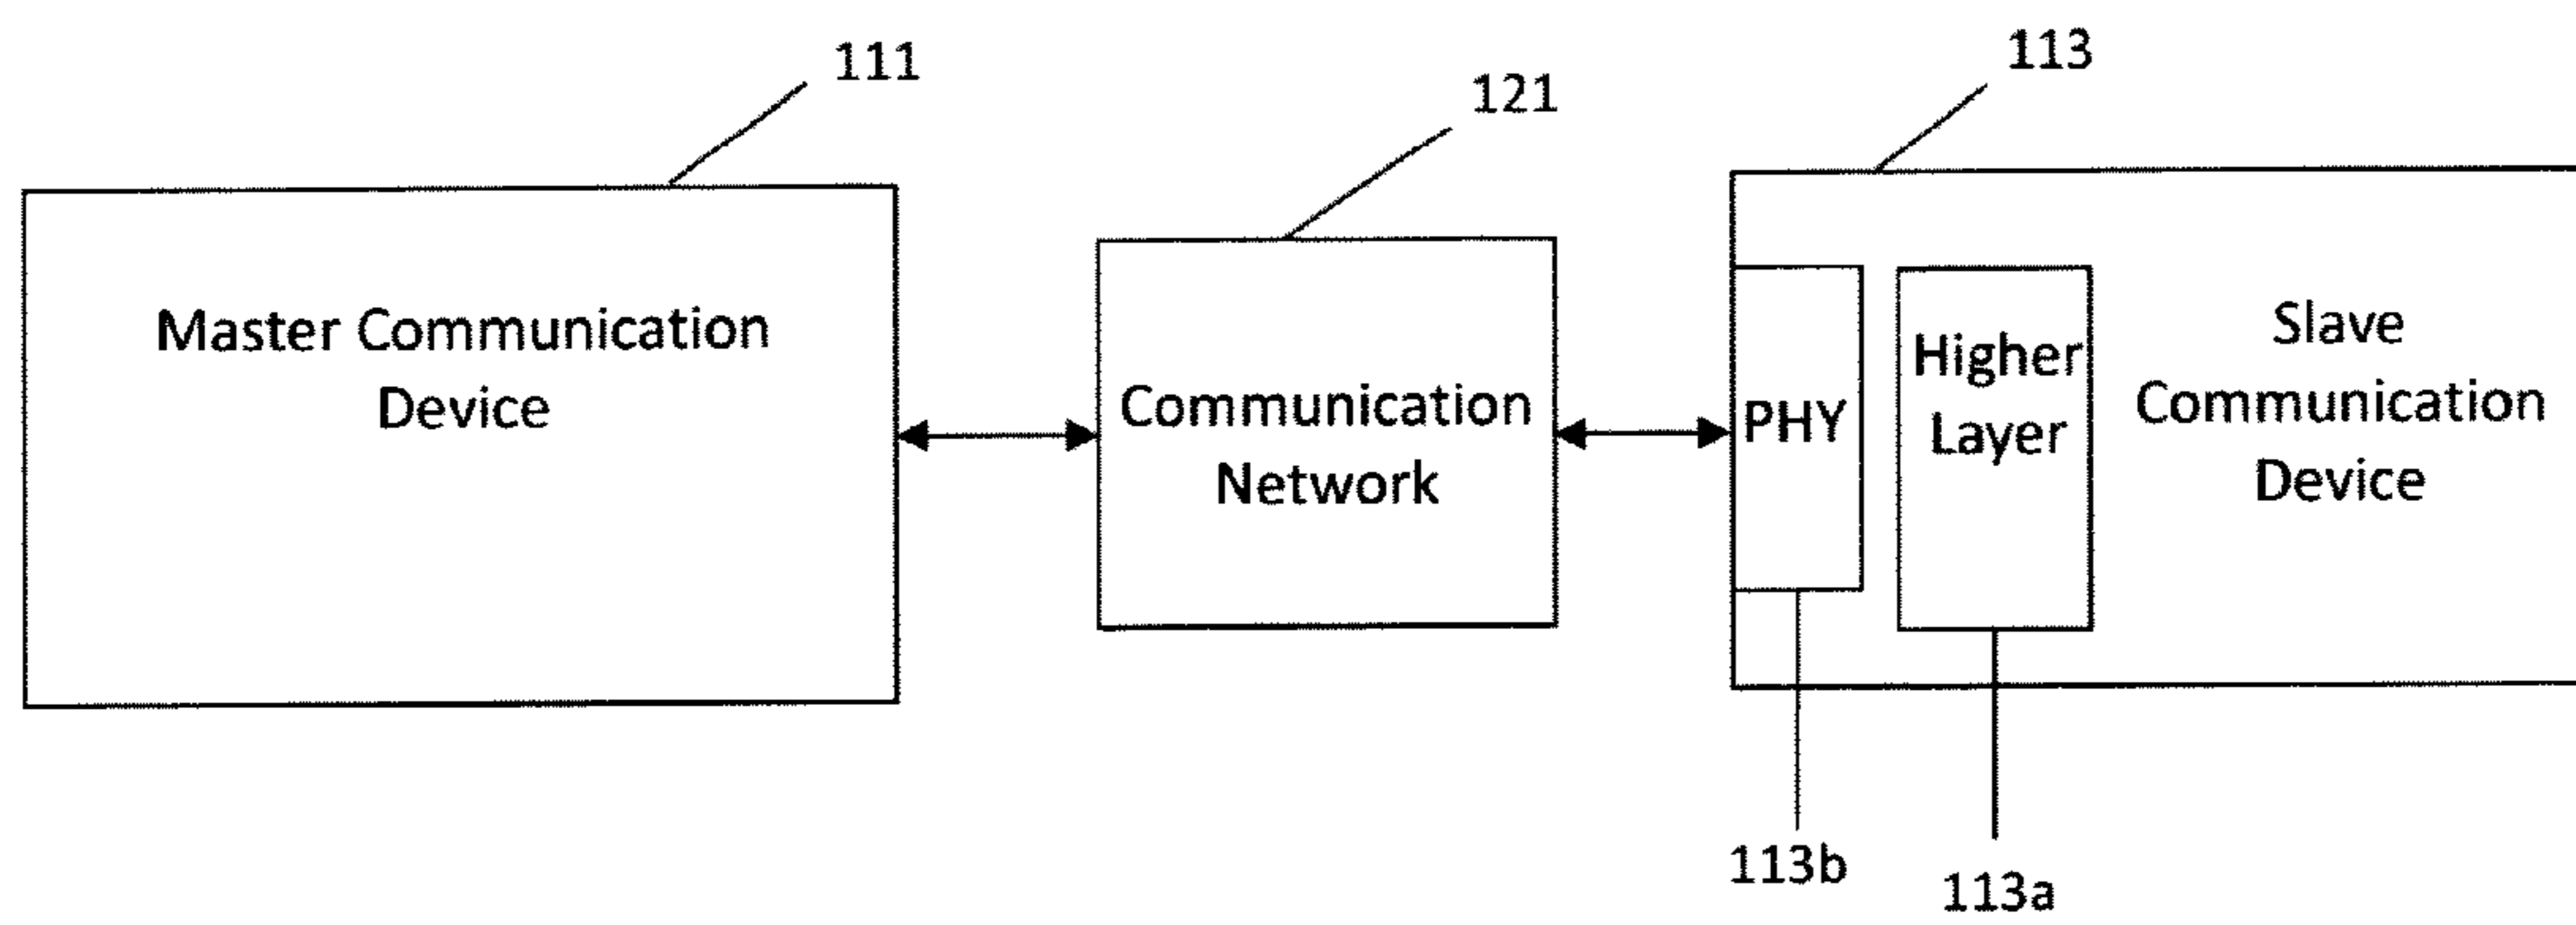 111
121
113
Master Communication
Device
Communication
Network
PHY
Higher
Layer
Slave
Communication
Device
113b
113a